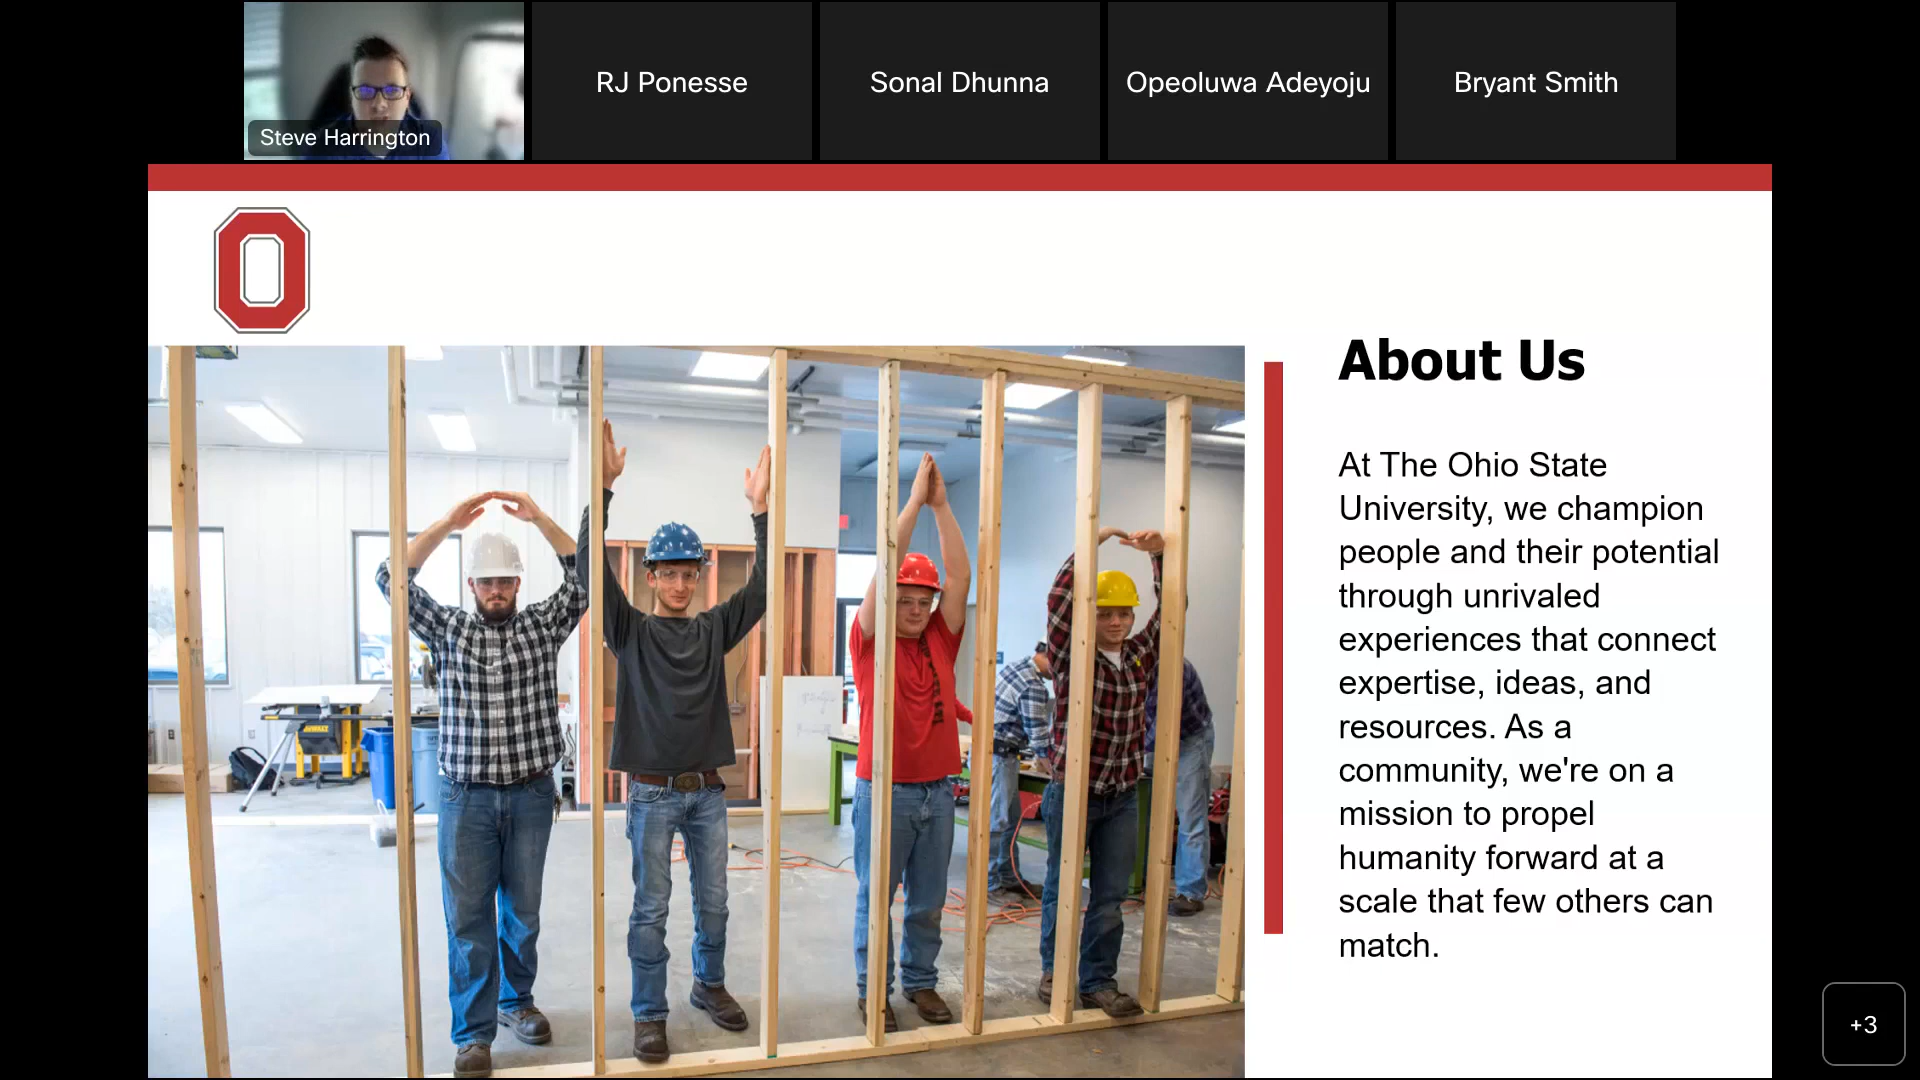 Steve Harrington
RJ Ponesse
Sonal Dhunna
Opeoluwa Adeyoju
Bryant Smith
About Us
At The Ohio State
University, we champion
people and their potential
through unrivaled
experiences that connect
expertise, ideas, and
resources. As a
community, we're on a
mission to propel
humanity forward at a
scale that few others can
match.
DEWALT
+3